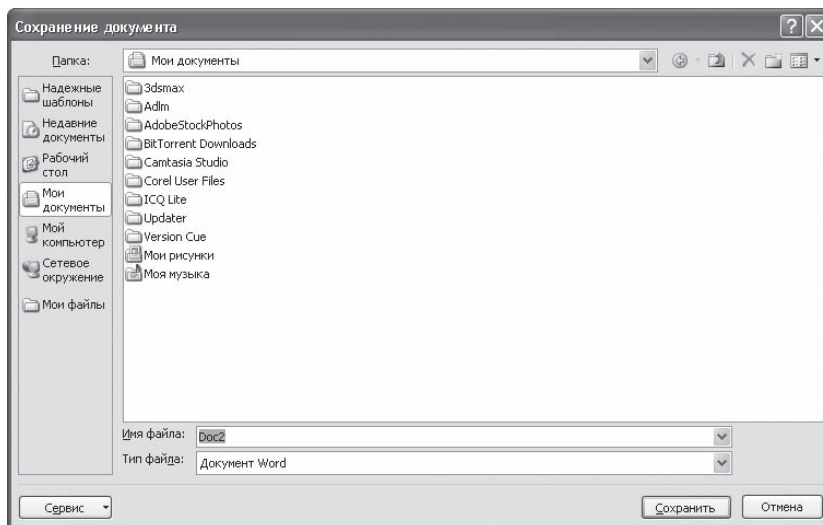 Сохранение документа
Папка:
Мои документы
Надежные
шаблоны
Недавние
документы
Рабочий
стол
Мои
документы
Мой
компьютер
Сетевое
окружение
Мои файлы
3dsmax
Adlm
AdobeStockPhotos
BitTorrent Downloads
Camtasia Studio
Corel User Files
ICQ Lite
Updater
Version Cue
Мои рисунки
Моя музыка
Имя файла:
Doc2
Тип файла:
Документ Word
Сервис
Сохранить
Отмена